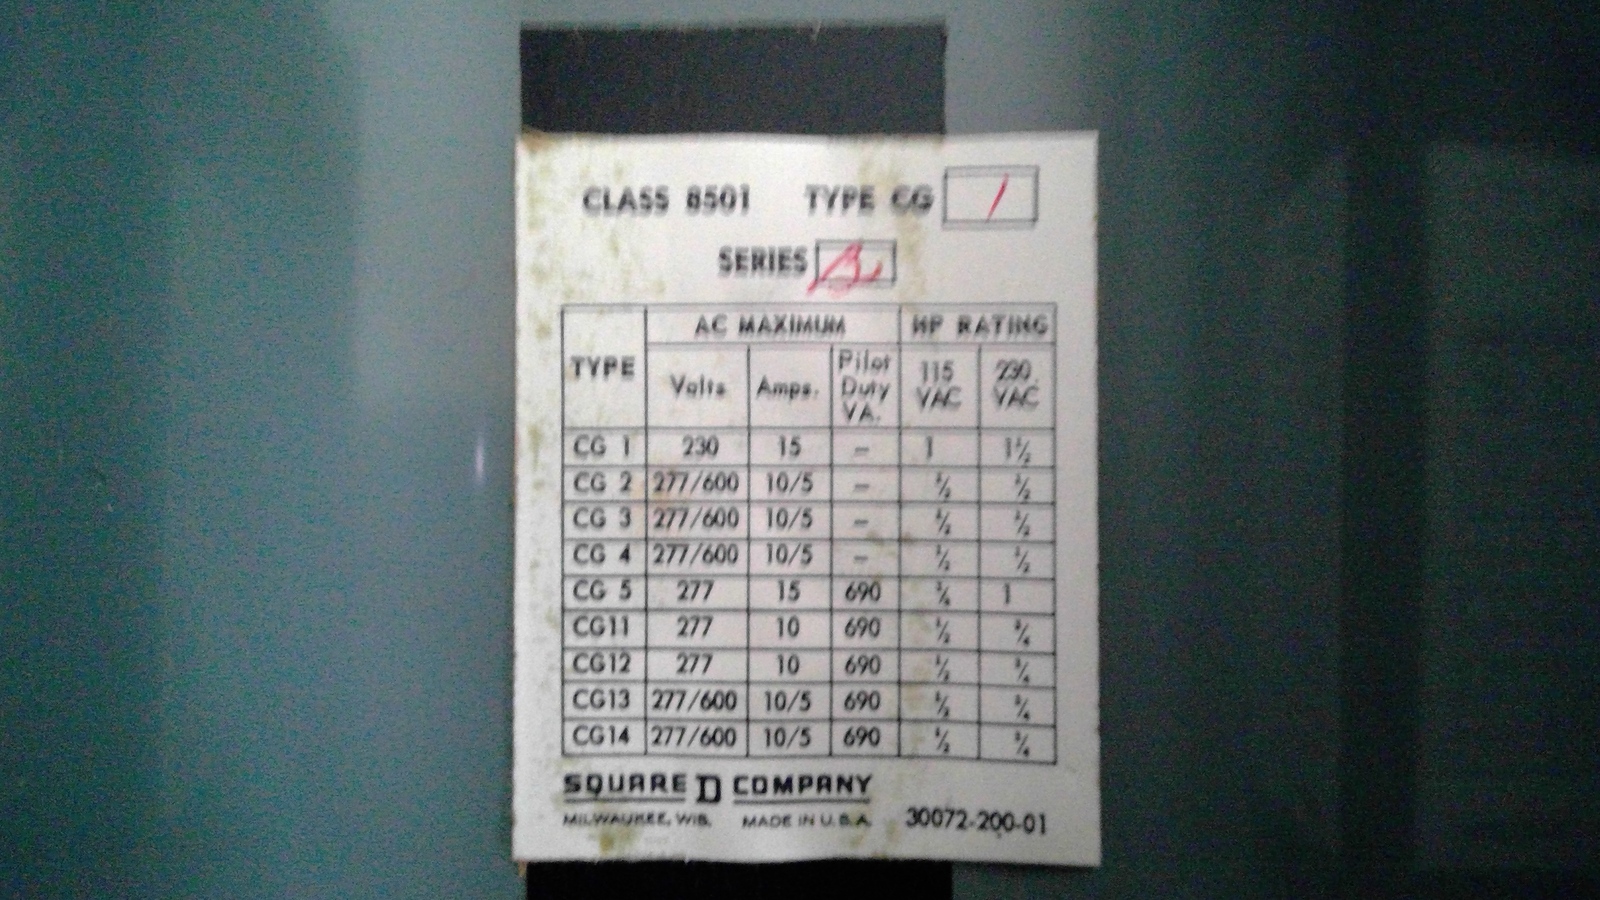 CLASS 8501 TYPE CG 1
SERIES
TYPE AC MAXIMUM HP RATING
Volts Amps. Pilot Duty VA. 115 VAC 230 VAC
CG 1 230 15 – 1 1½
CG 2 277/600 10/5 – ½ ½
CG 3 277/600 10/5 – ½ ½
CG 4 277/600 10/5 – ½ ½
CG 5 277 15 690 ¾ 1
CG11 277 10 690 ½ ¾
CG12 277 10 690 ½ ¾
CG13 277/600 10/5 690 ½ ¾
CG14 277/600 10/5 690 ½ ¾
SQUARE D COMPANY
MILWAUKEE, WIS. MADE IN U.S.A. 30072-200-01